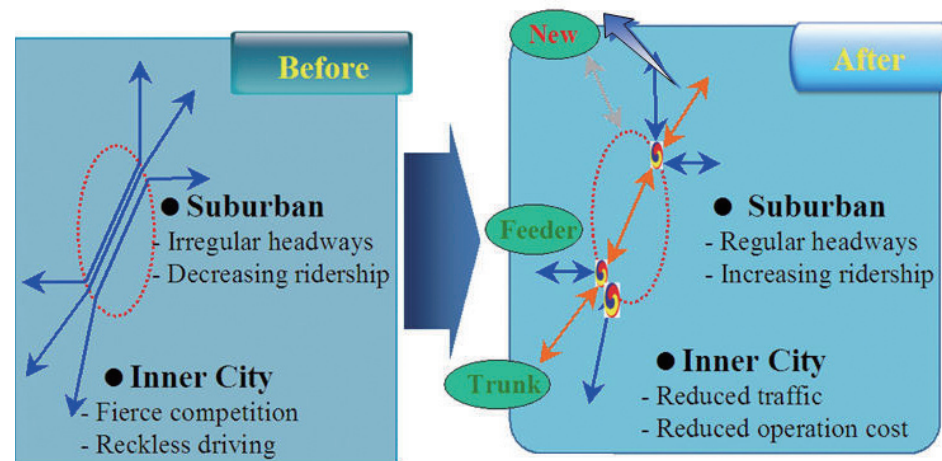 Before
● Suburban
- Irregular headways
- Decreasing ridership
● Inner City
- Fierce competition
- Reckless driving
New
After
Feeder
Trunk
● Suburban
- Regular headways
- Increasing ridership
● Inner City
- Reduced traffic
- Reduced operation cost